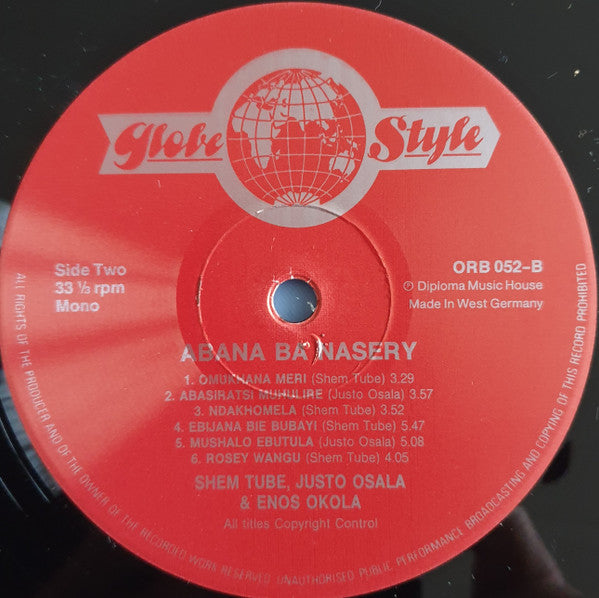 Globe Style
Side Two
33 ⅓ rpm
Mono
ORB 052-B
℗ Diploma Music House
Made in West Germany
ABANA BA NASERY
1. OMUKHANA MERI (Shem Tube) 3.29
2. ABASIRATSI MUHULIRE (Justo Osala) 3.57
3. NDAKHOMELA (Shem Tube) 3.52
4. EBIJANA BIE BUBAYI (Shem Tube) 5.47
5. MUSHALO EBUTULA (Justo Osala) 5.08
6. ROSEY WANGU (Shem Tube) 4.05
SHEM TUBE, JUSTO OSALA
& ENOS OKOLA
All titles Copyright Control
ALL RIGHTS OF THE PRODUCER AND OF THE OWNER OF THE RECORDED WORK RESERVED UNAUTHORISED PUBLIC PERFORMANCE BROADCASTING AND COPYING OF THIS RECORD PROHIBITED